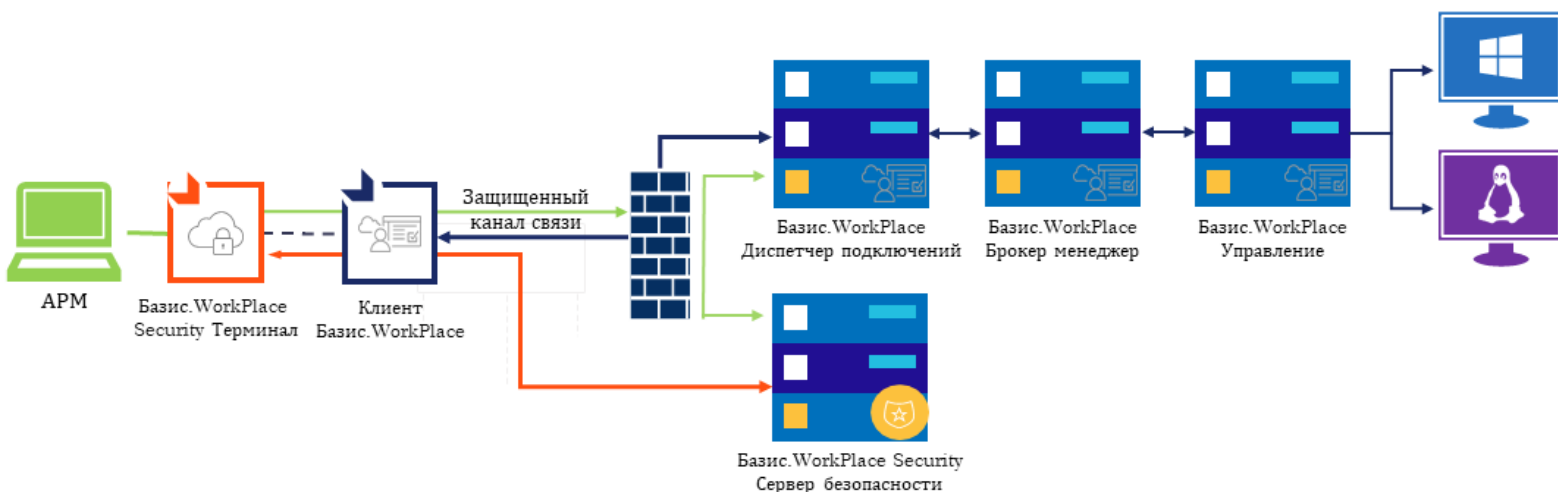 Защищенный
канал связи
АРМ
Базис.WorkPlace
Security Терминал
Клиент
Базис.WorkPlace
Базис.WorkPlace
Диспетчер подключений
Базис.WorkPlace
Брокер менеджер
Базис.WorkPlace
Управление
Базис.WorkPlace Security
Сервер безопасности